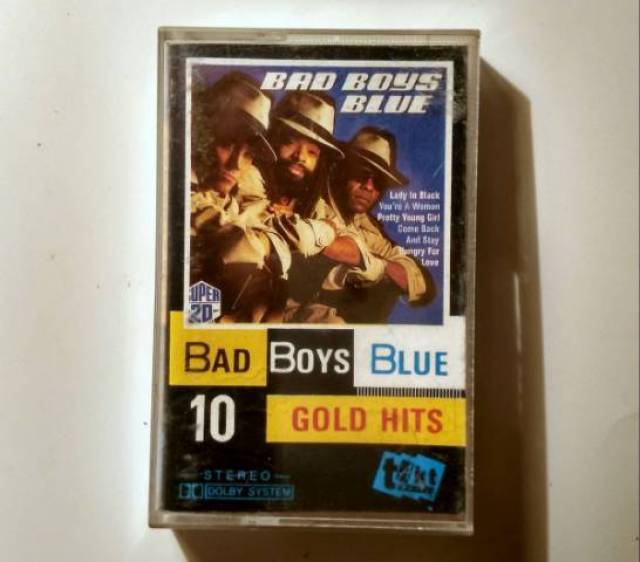 BAD BOYS
BLUE
Lady In Black
You're A Woman
Pretty Young Girl
Come Back
And Stay
Hungry For
Love
SUPER
20
BAD BOYS BLUE
10 GOLD HITS
STEREO
DOLBY SYSTEM
takt